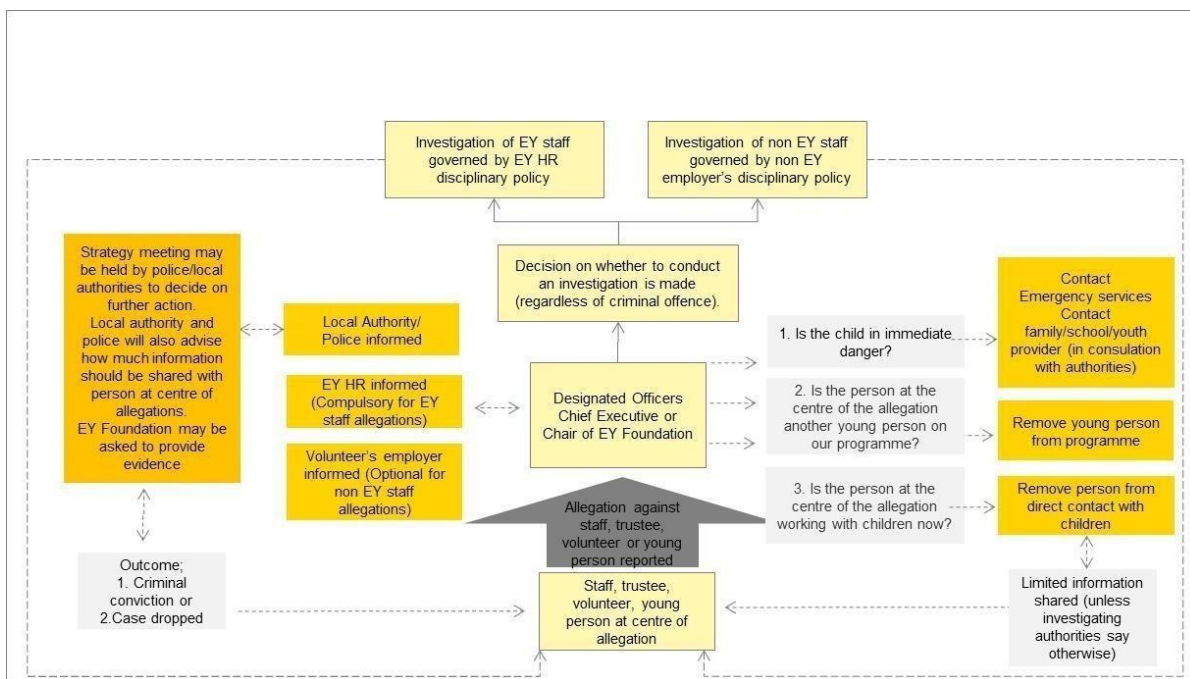 Investigation of EY staff
governed by EY HR
disciplinary policy
Investigation of non EY staff
governed by non EY
employer's disciplinary policy
Strategy meeting may
be held by police/local
authorities to decide on
further action.
Local authority and
police will also advise
how much information
should be shared with
person at centre of
allegations.
EY Foundation may be
asked to provide
evidence
Local Authority/
Police informed
EY HR informed
(Compulsory for EY
staff allegations)
Volunteer's employer
informed (Optional for
non EY staff
allegations)
Decision on whether to conduct
an investigation is made
(regardless of criminal offence).
Designated Officers
Chief Executive or
Chair of EY Foundation
1. Is the child in immediate
danger?
2. Is the person at the
centre of the allegation
another young person on
our programme?
3. Is the person at the
centre of the allegation
working with children now?
Contact
Emergency services
Contact
family/school/youth
provider (in consulation
with authorities)
Remove young person
from programme
Remove person from
direct contact with
children
Allegation against
staff, trustee,
volunteer or young
person reported
Outcome;
1. Criminal
conviction or
2.Case dropped
Staff, trustee,
volunteer, young
person at centre of
allegation
Limited information
shared (unless
investigating
authorities say
otherwise)